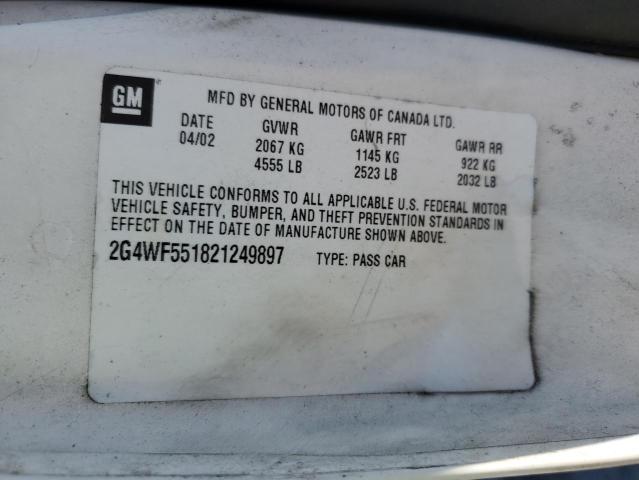 GM
MFD BY GENERAL MOTORS OF CANADA LTD.
DATE GVWR GAWR FRT GAWR RR
04/02 2067 KG 1145 KG 922 KG
4555 LB 2523 LB 2032 LB
THIS VEHICLE CONFORMS TO ALL APPLICABLE U.S. FEDERAL MOTOR
VEHICLE SAFETY, BUMPER, AND THEFT PREVENTION STANDARDS IN
EFFECT ON THE DATE OF MANUFACTURE SHOWN ABOVE.
2G4WF551821249897 TYPE: PASS CAR